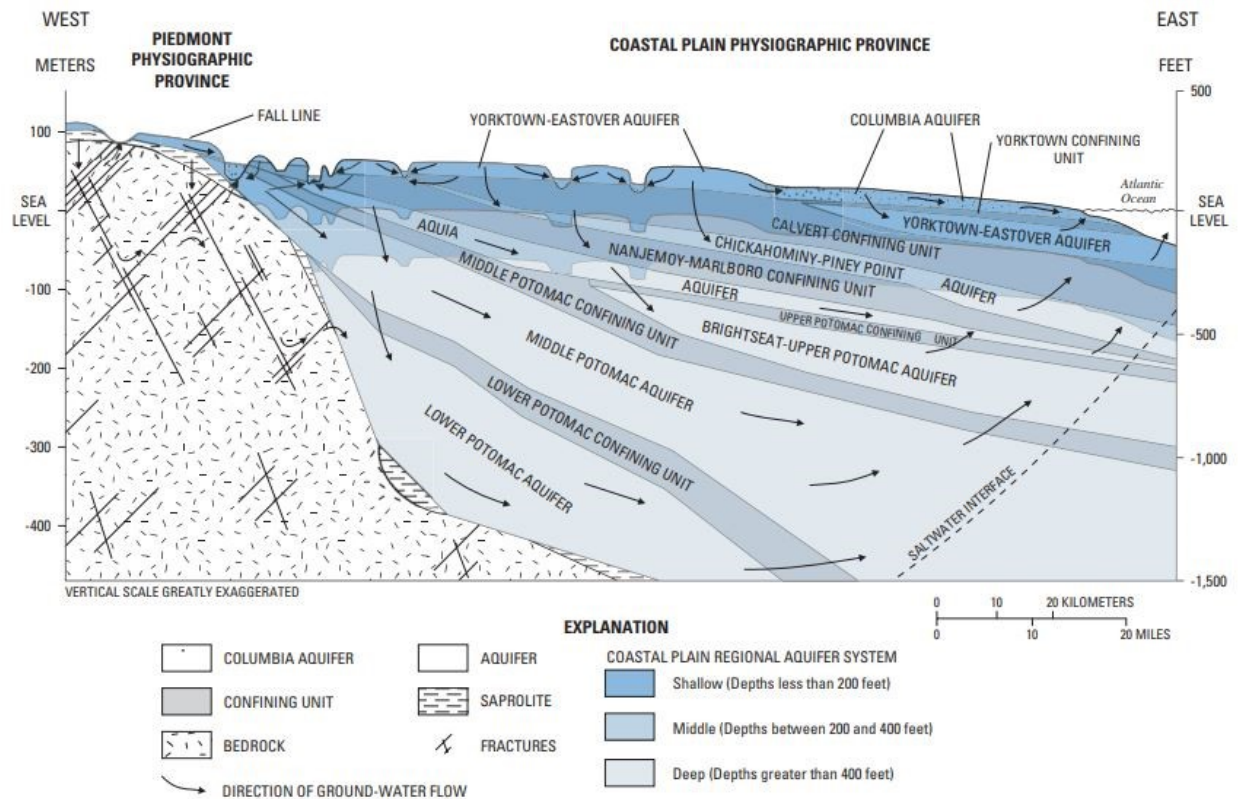 WEST
EAST
PIEDMONT
PHYSIOGRAPHIC
PROVINCE
COASTAL PLAIN PHYSIOGRAPHIC PROVINCE
METERS
FEET
500
FALL LINE
YORKTOWN-EASTOVER AQUIFER
COLUMBIA AQUIFER
YORKTOWN CONFINING
UNIT
100
Atlantic
Ocean
SEA
LEVEL
SEA
LEVEL
AQUIA
CALVERT CONFINING UNIT
YORKTOWN-EASTOVER AQUIFER
CHICKAHOMINY-PINEY POINT
AQUIFER
NANJEMOY-MARLBORO CONFINING UNIT
MIDDLE POTOMAC CONFINING UNIT
AQUIFER
UPPER POTOMAC CONFINING UNIT
BRIGHTSEAT-UPPER POTOMAC AQUIFER
-100
-500
MIDDLE POTOMAC AQUIFER
-200
LOWER POTOMAC CONFINING UNIT
LOWER POTOMAC AQUIFER
-300
-1,000
SALTWATER INTERFACE
-400
-1,500
VERTICAL SCALE GREATLY EXAGGERATED
0 10 20 KILOMETERS
0 10 20 MILES
EXPLANATION
COLUMBIA AQUIFER
AQUIFER
CONFINING UNIT
SAPROLITE
BEDROCK
FRACTURES
DIRECTION OF GROUND-WATER FLOW
COASTAL PLAIN REGIONAL AQUIFER SYSTEM
Shallow (Depths less than 200 feet)
Middle (Depths between 200 and 400 feet)
Deep (Depths greater than 400 feet)